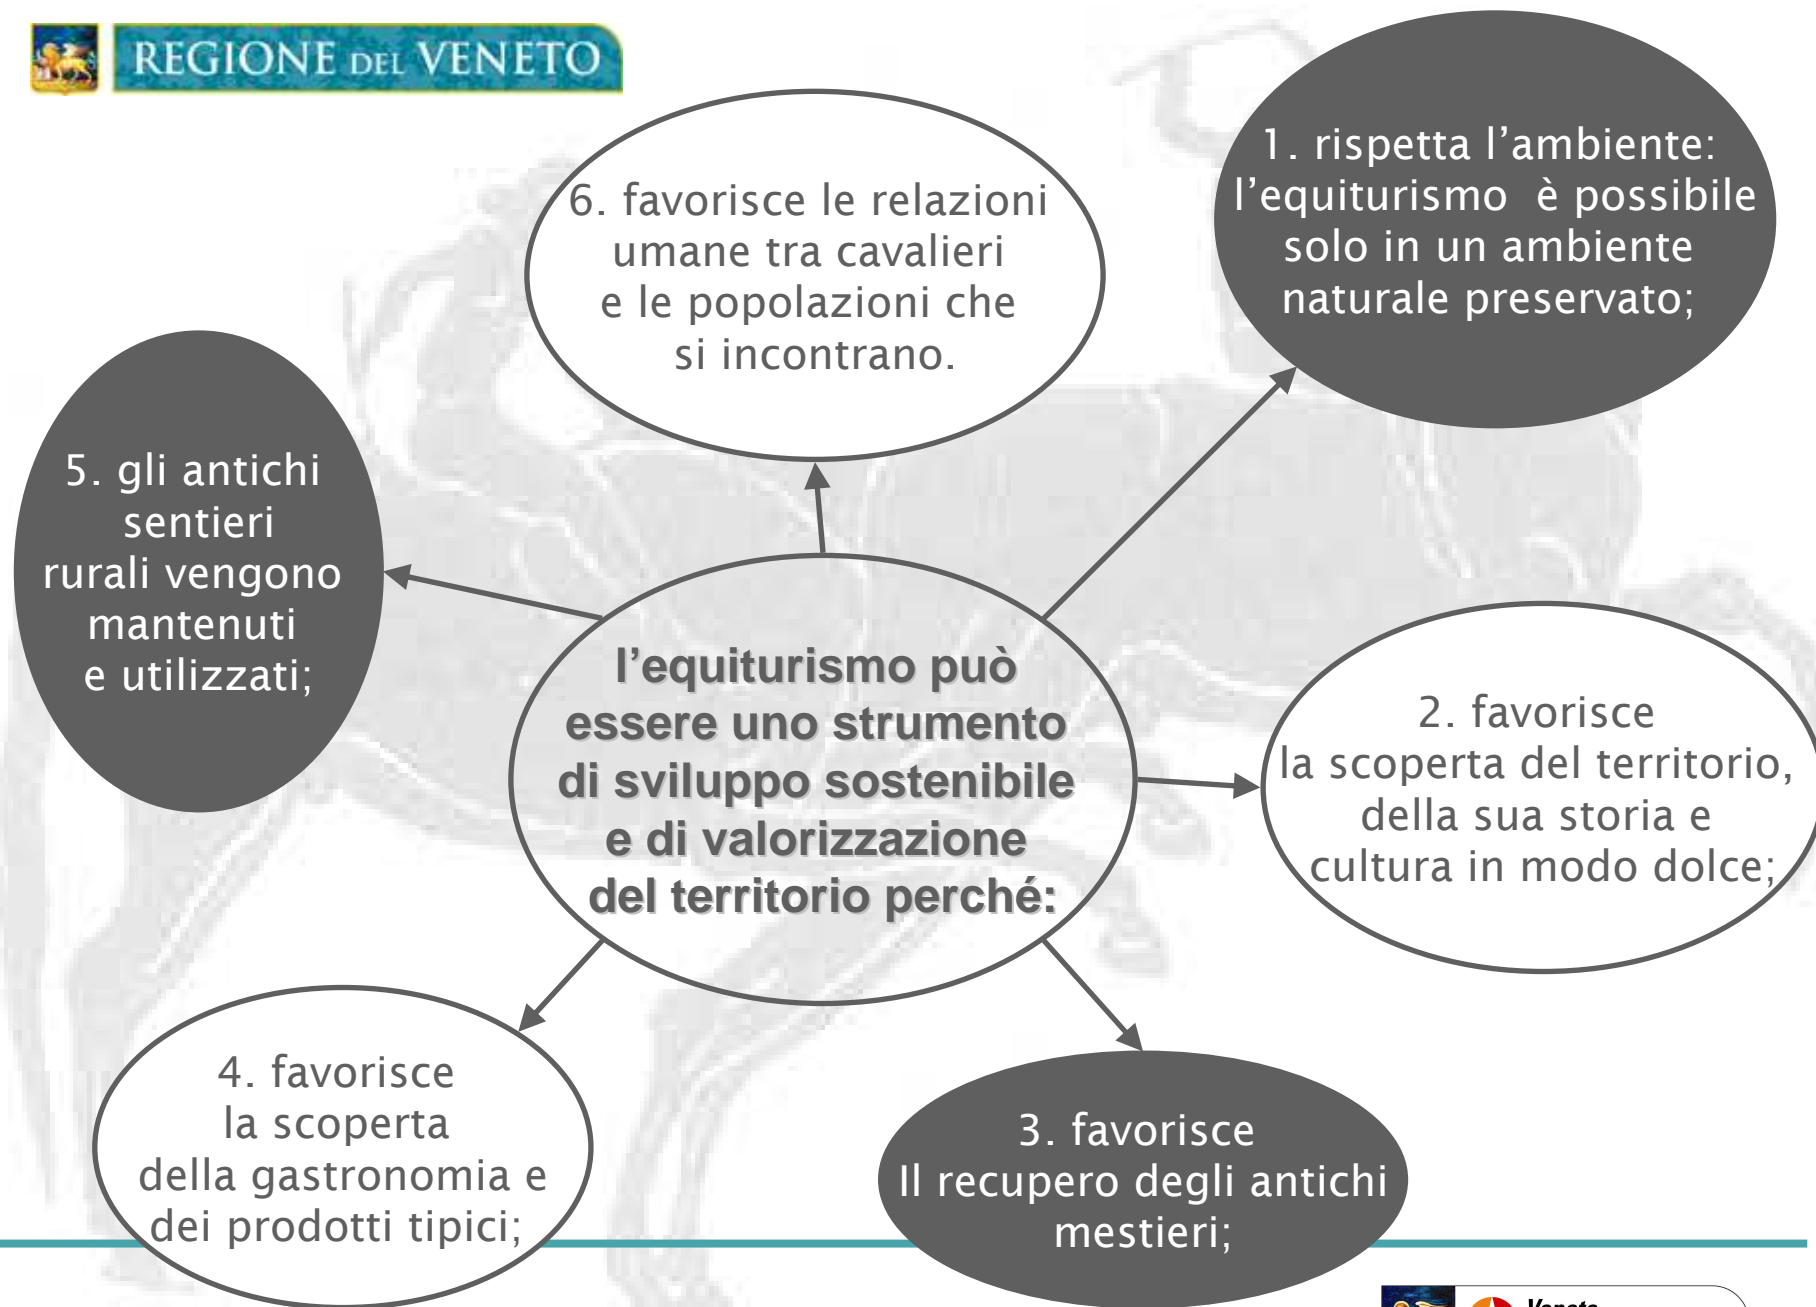 REGIONE DEL VENETO
1. rispetta l’ambiente:
l’equiturismo è possibile
solo in un ambiente
naturale preservato;
6. favorisce le relazioni
umane tra cavalieri
e le popolazioni che
si incontrano.
5. gli antichi
sentieri
rurali vengono
mantenuti
e utilizzati;
l’equiturismo può
essere uno strumento
di sviluppo sostenibile
e di valorizzazione
del territorio perché:
2. favorisce
la scoperta del territorio,
della sua storia e
cultura in modo dolce;
4. favorisce
la scoperta
della gastronomia e
dei prodotti tipici;
3. favorisce
Il recupero degli antichi
mestieri;
Veneto